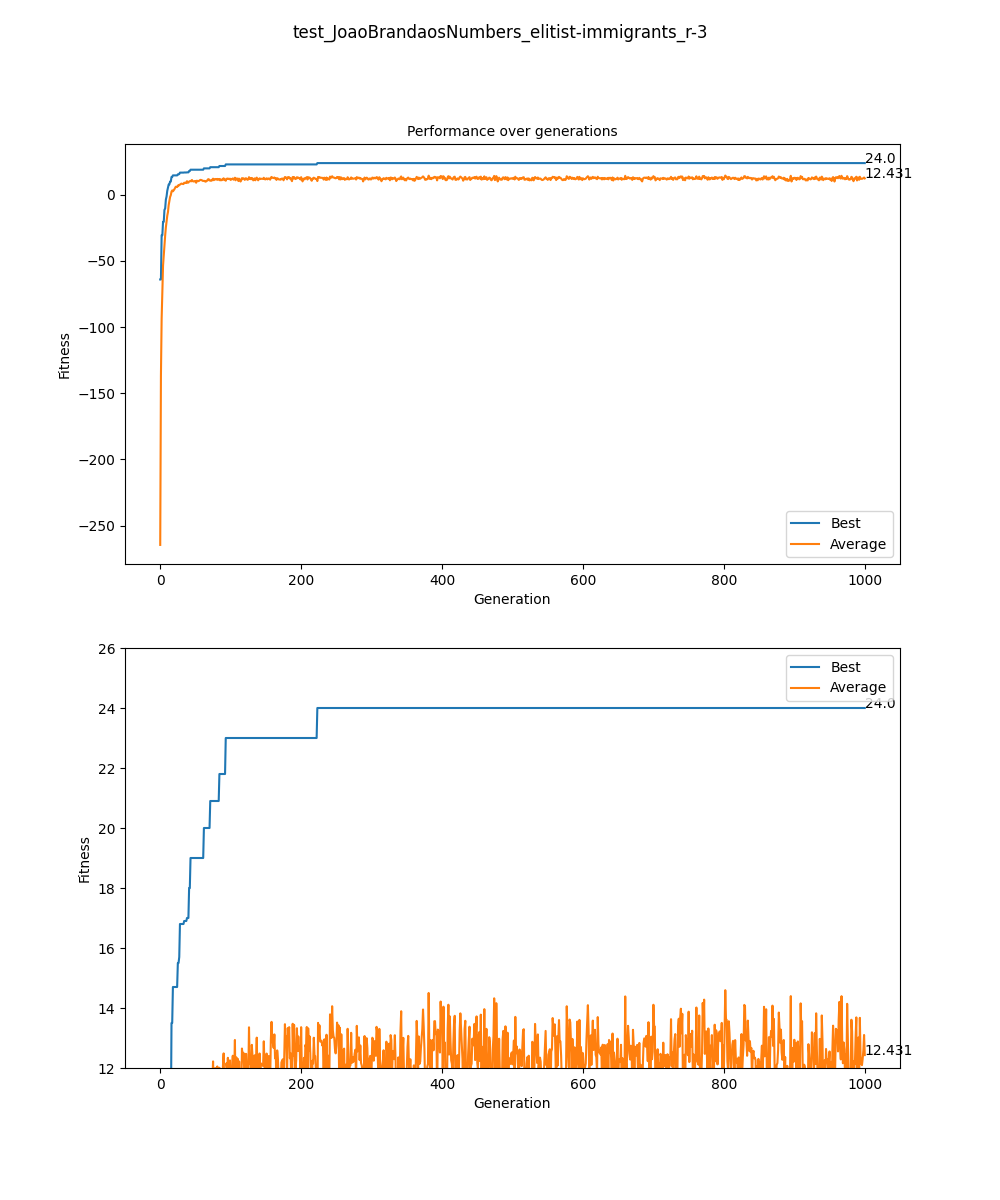 test_JoaoBrandaosNumbers_elitist-immigrants_r-3
Performance over generations
24.0
12.431
0
−50
−100
−150
−200
−250
Fitness
Best
Average
0 200 400 600 800 1000
Generation
26
24
22
20
18
16
14
12
Fitness
Best
Average
24.0
12.431
0 200 400 600 800 1000
Generation